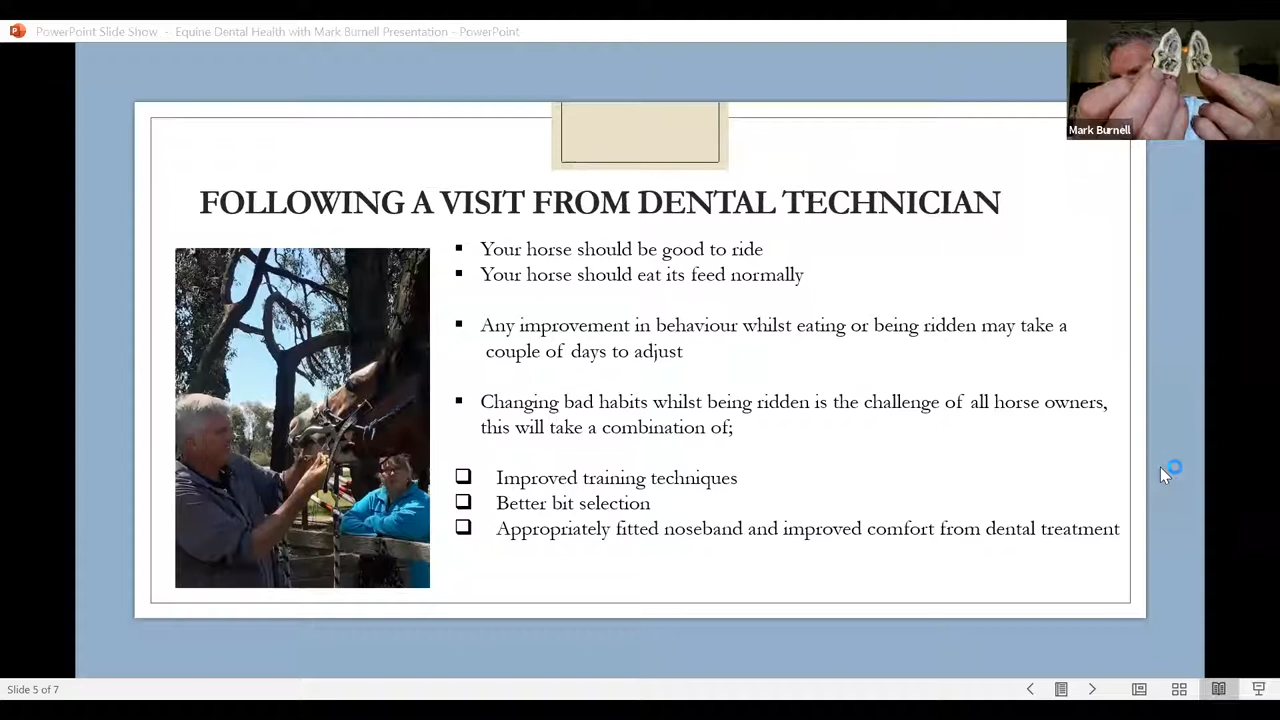 PowerPoint Slide Show - Equine Dental Health with Mark Burnell Presentation - PowerPoint
Mark Burnell
FOLLOWING A VISIT FROM DENTAL TECHNICIAN
▪ Your horse should be good to ride
▪ Your horse should eat its feed normally
▪ Any improvement in behaviour whilst eating or being ridden may take a
couple of days to adjust
▪ Changing bad habits whilst being ridden is the challenge of all horse owners,
this will take a combination of;
❑ Improved training techniques
❑ Better bit selection
❑ Appropriately fitted noseband and improved comfort from dental treatment
Slide 5 of 7